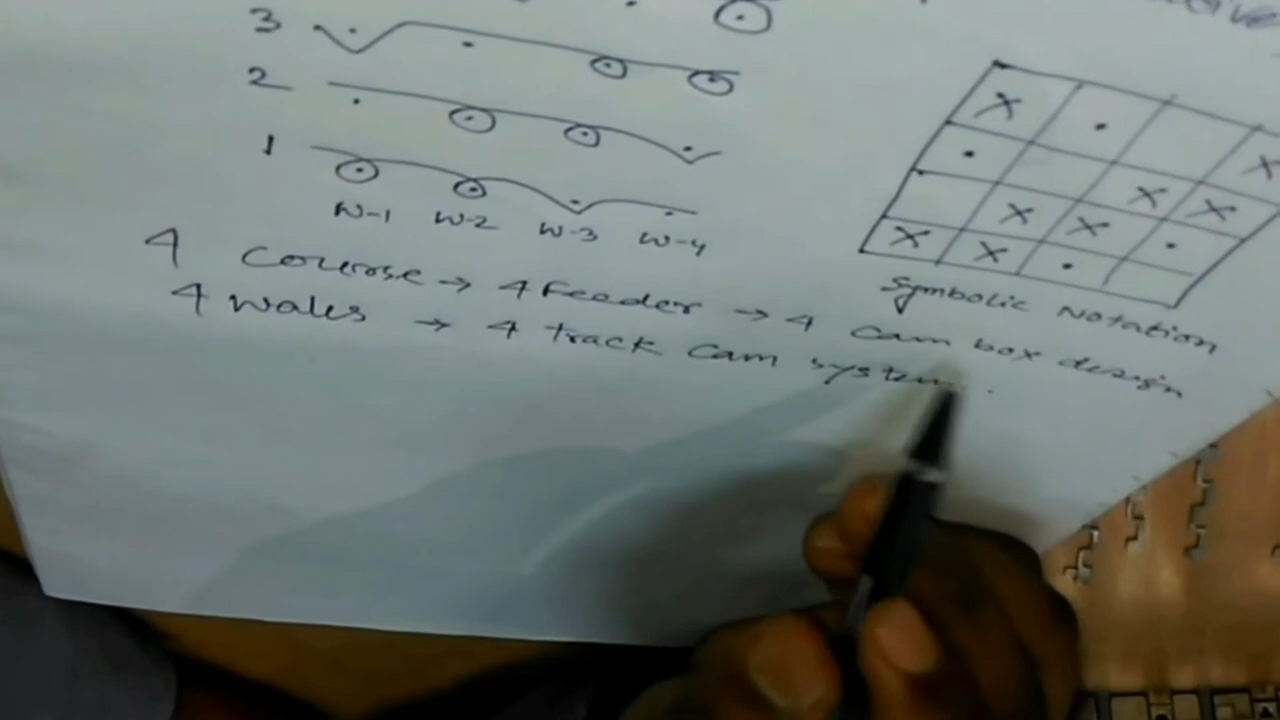 3
2
1
W-1 W-2 W-3 W-4
4 Course → 4 Feeder → 4 Cam box design
4 Wales → 4 track Cam system.
X •
• X
X X
X X •
X X •
Symbolic Notation